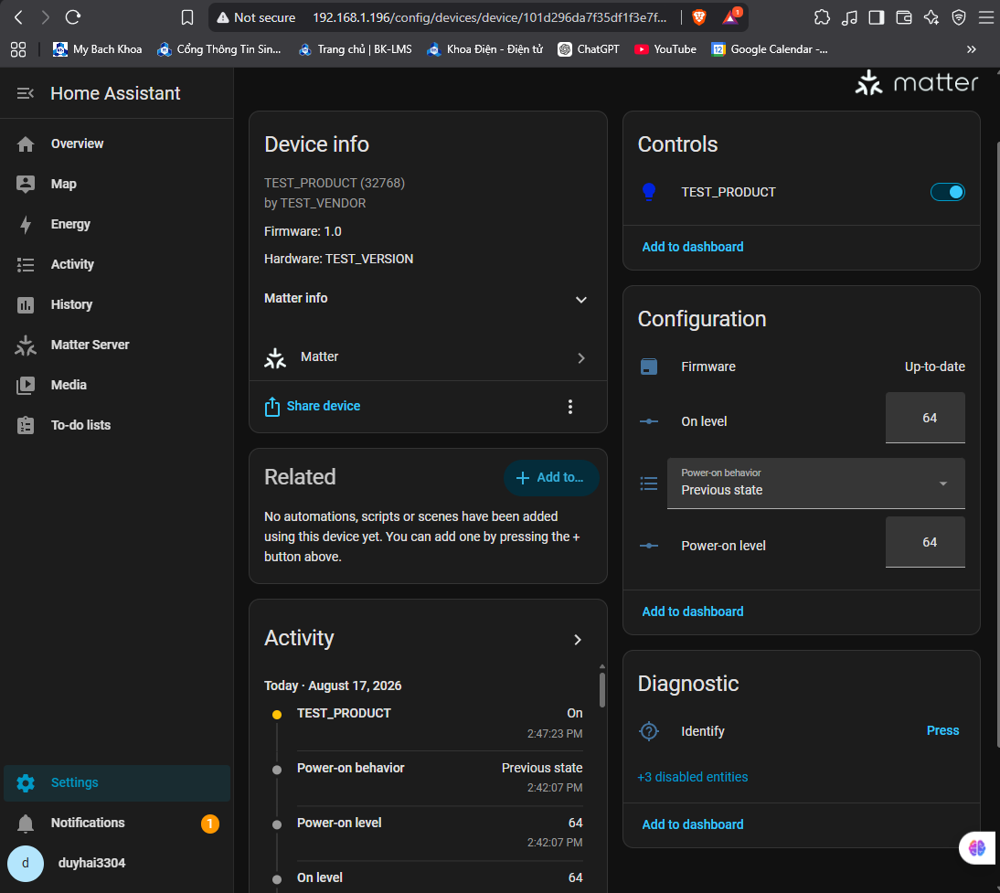 Not secure
192.168.1.196/config/devices/device/101d296da7f35df1f3e7f...
1
My Bach Khoa
Cổng Thông Tin Sin...
Trang chủ | BK-LMS
Khoa Điện - Điện tử
ChatGPT
YouTube
Google Calendar -...
»
Home Assistant
Overview
Map
Energy
Activity
History
Matter Server
Media
To-do lists
Settings
Notifications
1
d
duyhai3304
matter
Device info
TEST_PRODUCT (32768)
by TEST_VENDOR
Firmware: 1.0
Hardware: TEST_VERSION
Matter info
Matter
Share device
Related
Add to...
No automations, scripts or scenes have been added
using this device yet. You can add one by pressing the +
button above.
Activity
Today · August 17, 2026
TEST_PRODUCT
On
2:47:23 PM
Power-on behavior
Previous state
2:42:07 PM
Power-on level
64
2:42:07 PM
On level
64
Controls
TEST_PRODUCT
Add to dashboard
Configuration
Firmware
Up-to-date
On level
64
Power-on behavior
Previous state
Power-on level
64
Add to dashboard
Diagnostic
Identify
Press
+3 disabled entities
Add to dashboard